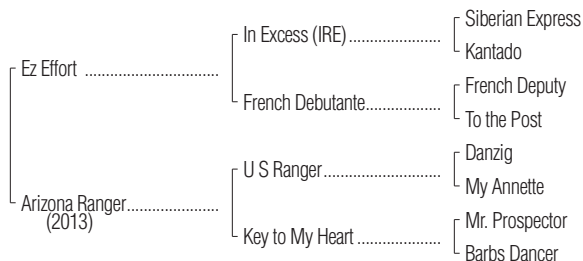 Siberian Express
In Excess (IRE) ........................
Kantado
Ez Effort ...................................
French Deputy
French Debutante...................
To the Post
Danzig
U S Ranger...........................
My Annette
Arizona Ranger........................
(2013)
Mr. Prospector
Key to My Heart .....................
Barbs Dancer